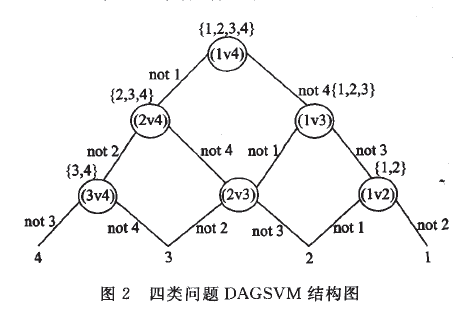 {1,2,3,4}
(1v4)
not 1
not 4{1,2,3}
{2,3,4}
(2v4)
(1v3)
not 2
not 4
not 1
not 3
{3,4}
{1,2}
(3v4)
(2v3)
(1v2)
not 3
not 4
not 2
not 3
not 1
not 2
4
3
2
1
图 2 四类问题 DAGSVM 结构图